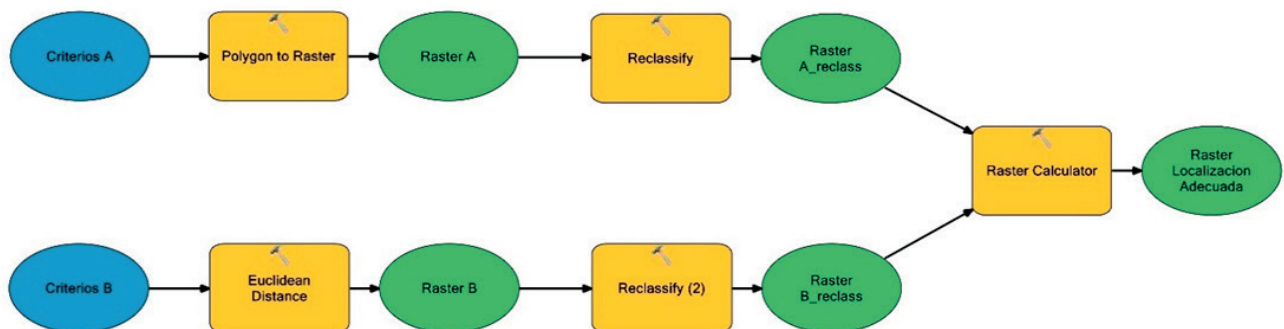 Criterios A
Polygon to Raster
Raster A
Reclassify
Raster
A_reclass
Raster Calculator
Raster
Localizacion
Adecuada
Criterios B
Euclidean
Distance
Raster B
Reclassify (2)
Raster
B_reclass